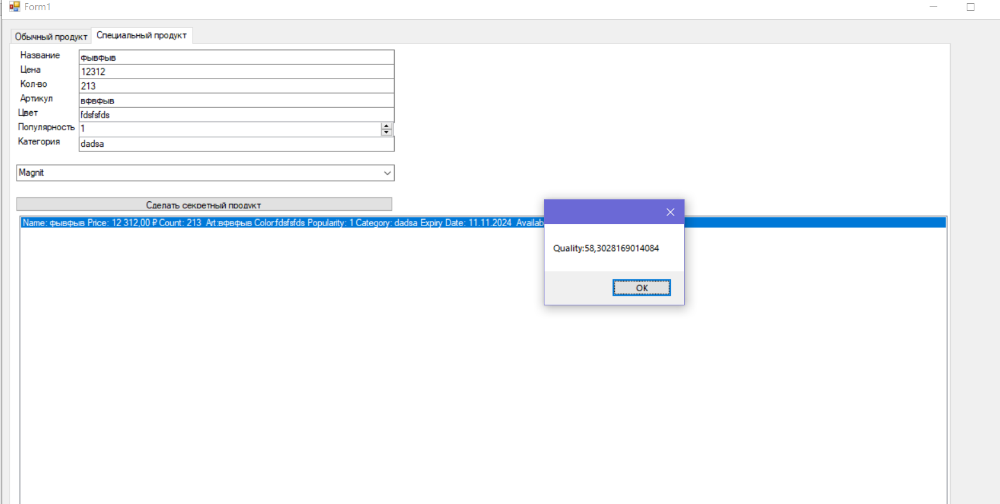 Form1
Обычный продукт Специальный продукт
Название фывфыв
Цена 12312
Кол-во 213
Артикул вфвфыв
Цвет fdsfsfds
Популярность 1
Категория dadsa
Magnit
Сделать секретный продукт
Name: фывфыв Price: 12 312,00 ₽ Count: 213 Art:вфвфыв Color:fdsfsfds Popularity: 1 Category: dadsa Expiry Date: 11.11.2024 Availab
Quality:58,3028169014084
OK